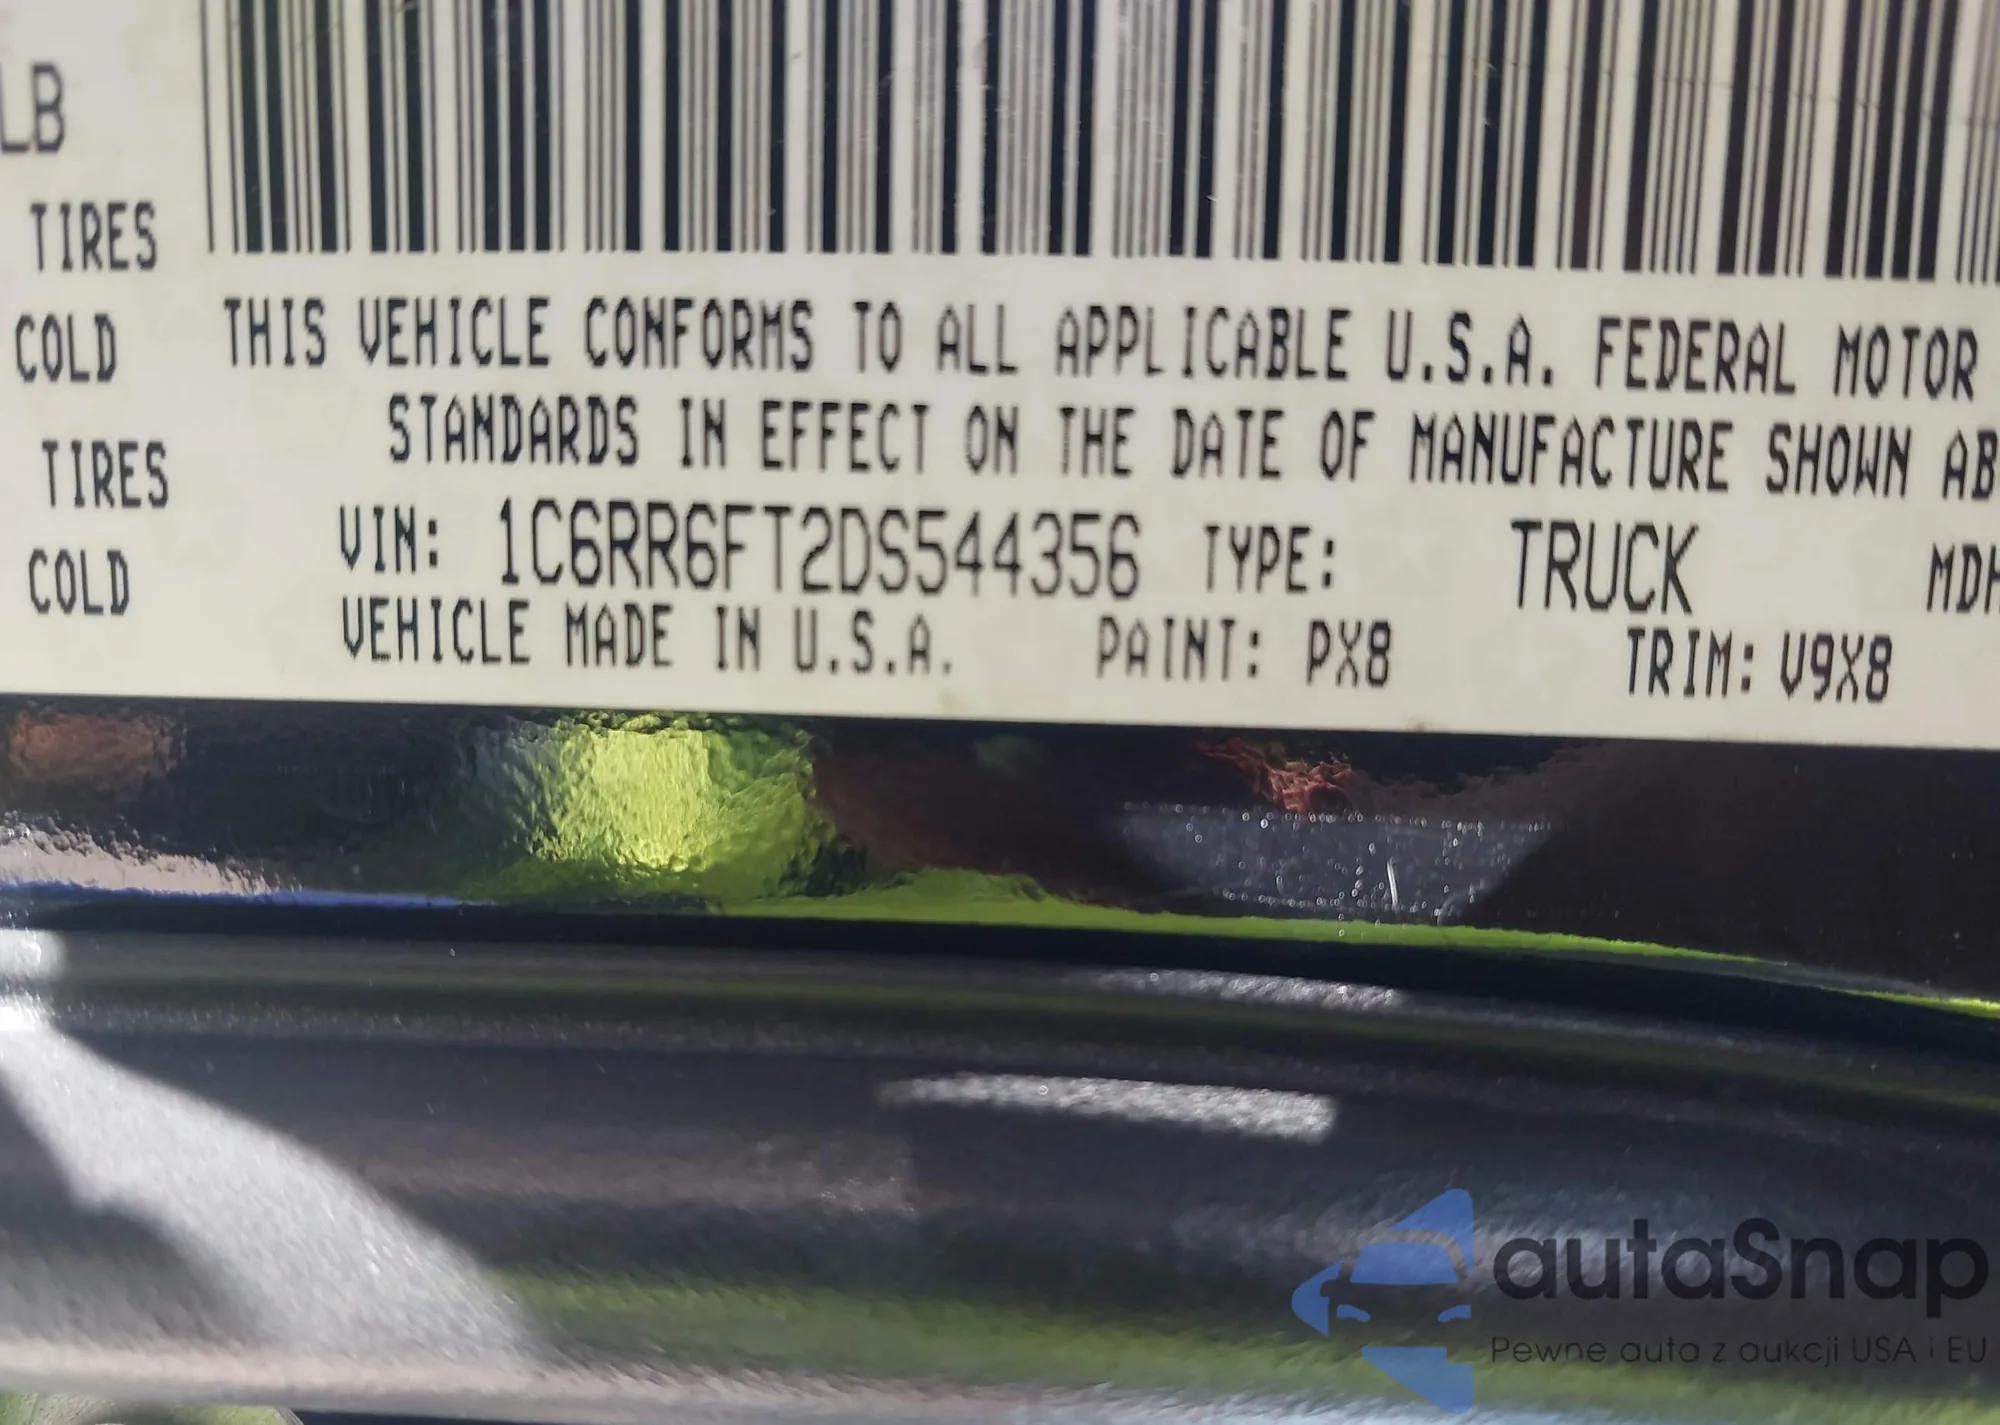 LB
TIRES
COLD
THIS VEHICLE CONFORMS TO ALL APPLICABLE U.S.A. FEDERAL MOTOR
STANDARDS IN EFFECT ON THE DATE OF MANUFACTURE SHOWN AB
TIRES
VIN: 1C6RR6FT2DS544356 TYPE: TRUCK MDH
COLD
VEHICLE MADE IN U.S.A. PAINT: PX8 TRIM: V9X8
autaSnap
Pewne auta z aukcji USA i EU